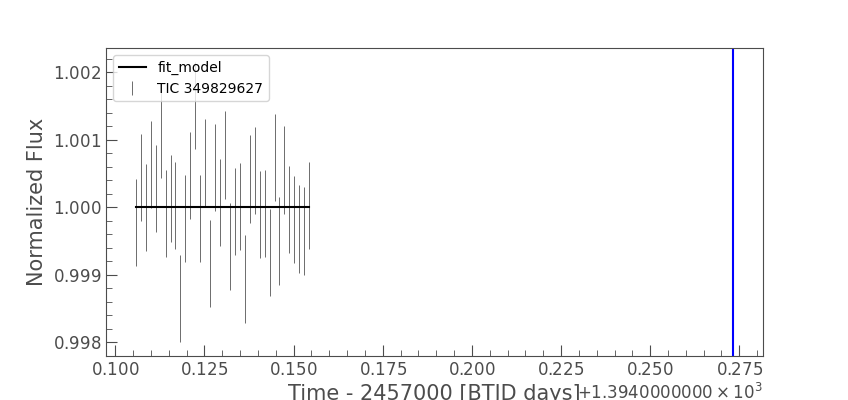 fit_model
TIC 349829627
Normalized Flux
1.002
1.001
1.000
0.999
0.998
0.100 0.125 0.150 0.175 0.200 0.225 0.250 0.275
Time - 2457000 [BTJD days]
+1.3940000000 × 10³